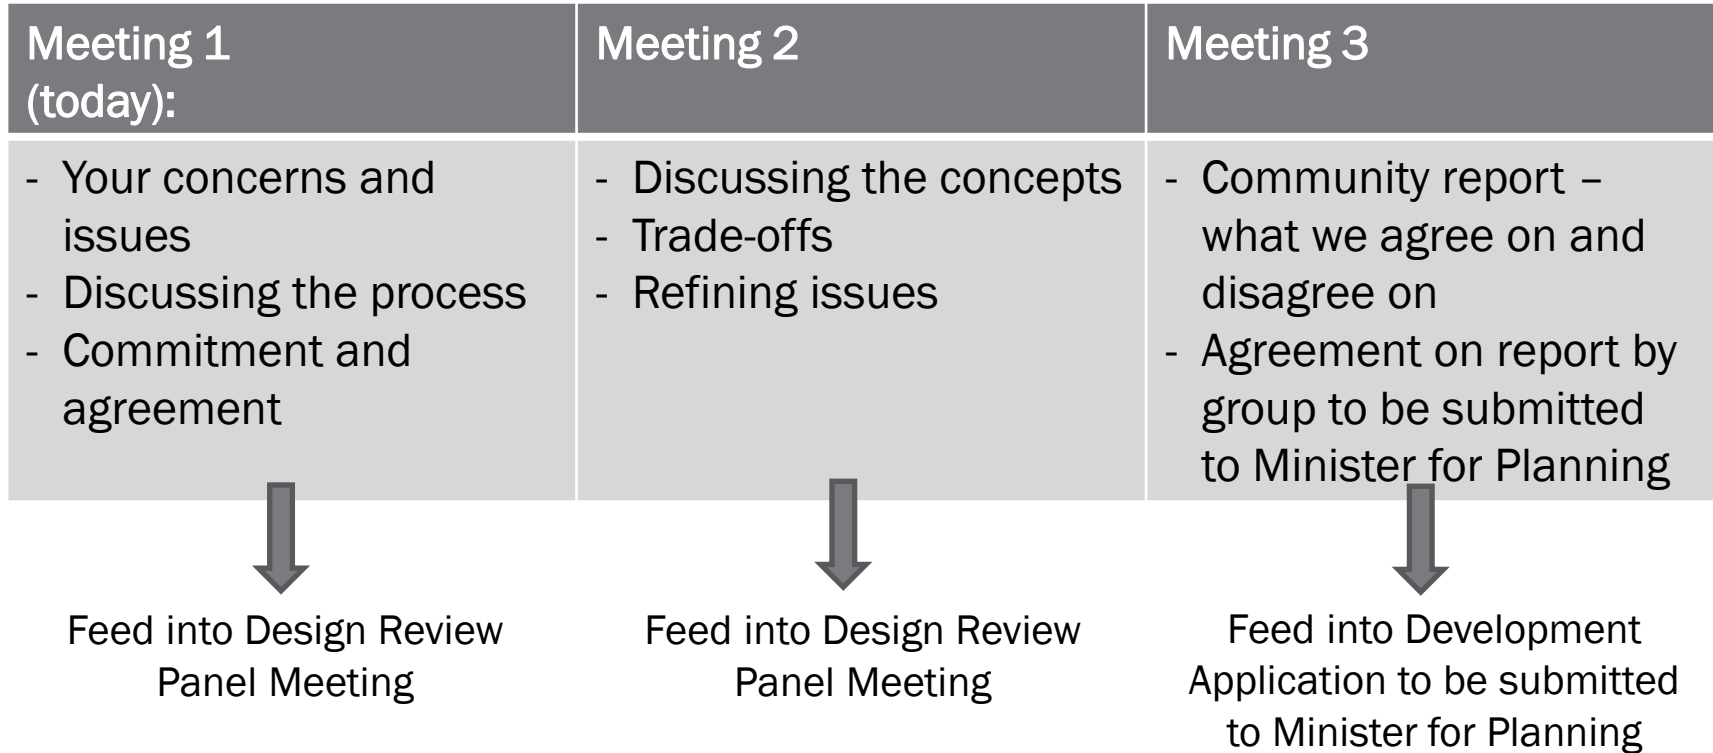 Meeting 1
(today):
Meeting 2
Meeting 3
- Your concerns and
issues
- Discussing the process
- Commitment and
agreement
- Discussing the concepts
- Trade-offs
- Refining issues
- Community report –
what we agree on and
disagree on
- Agreement on report by
group to be submitted
to Minister for Planning
Feed into Design Review
Panel Meeting
Feed into Design Review
Panel Meeting
Feed into Development
Application to be submitted
to Minister for Planning